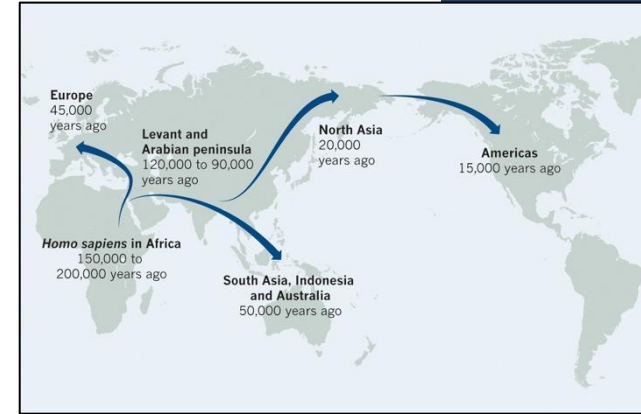 Europe
45,000
years ago
Levant and
Arabian peninsula
120,000 to 90,000
years ago
North Asia
20,000
years ago
Americas
15,000 years ago
Homo sapiens in Africa
150,000 to
200,000 years ago
South Asia, Indonesia
and Australia
50,000 years ago